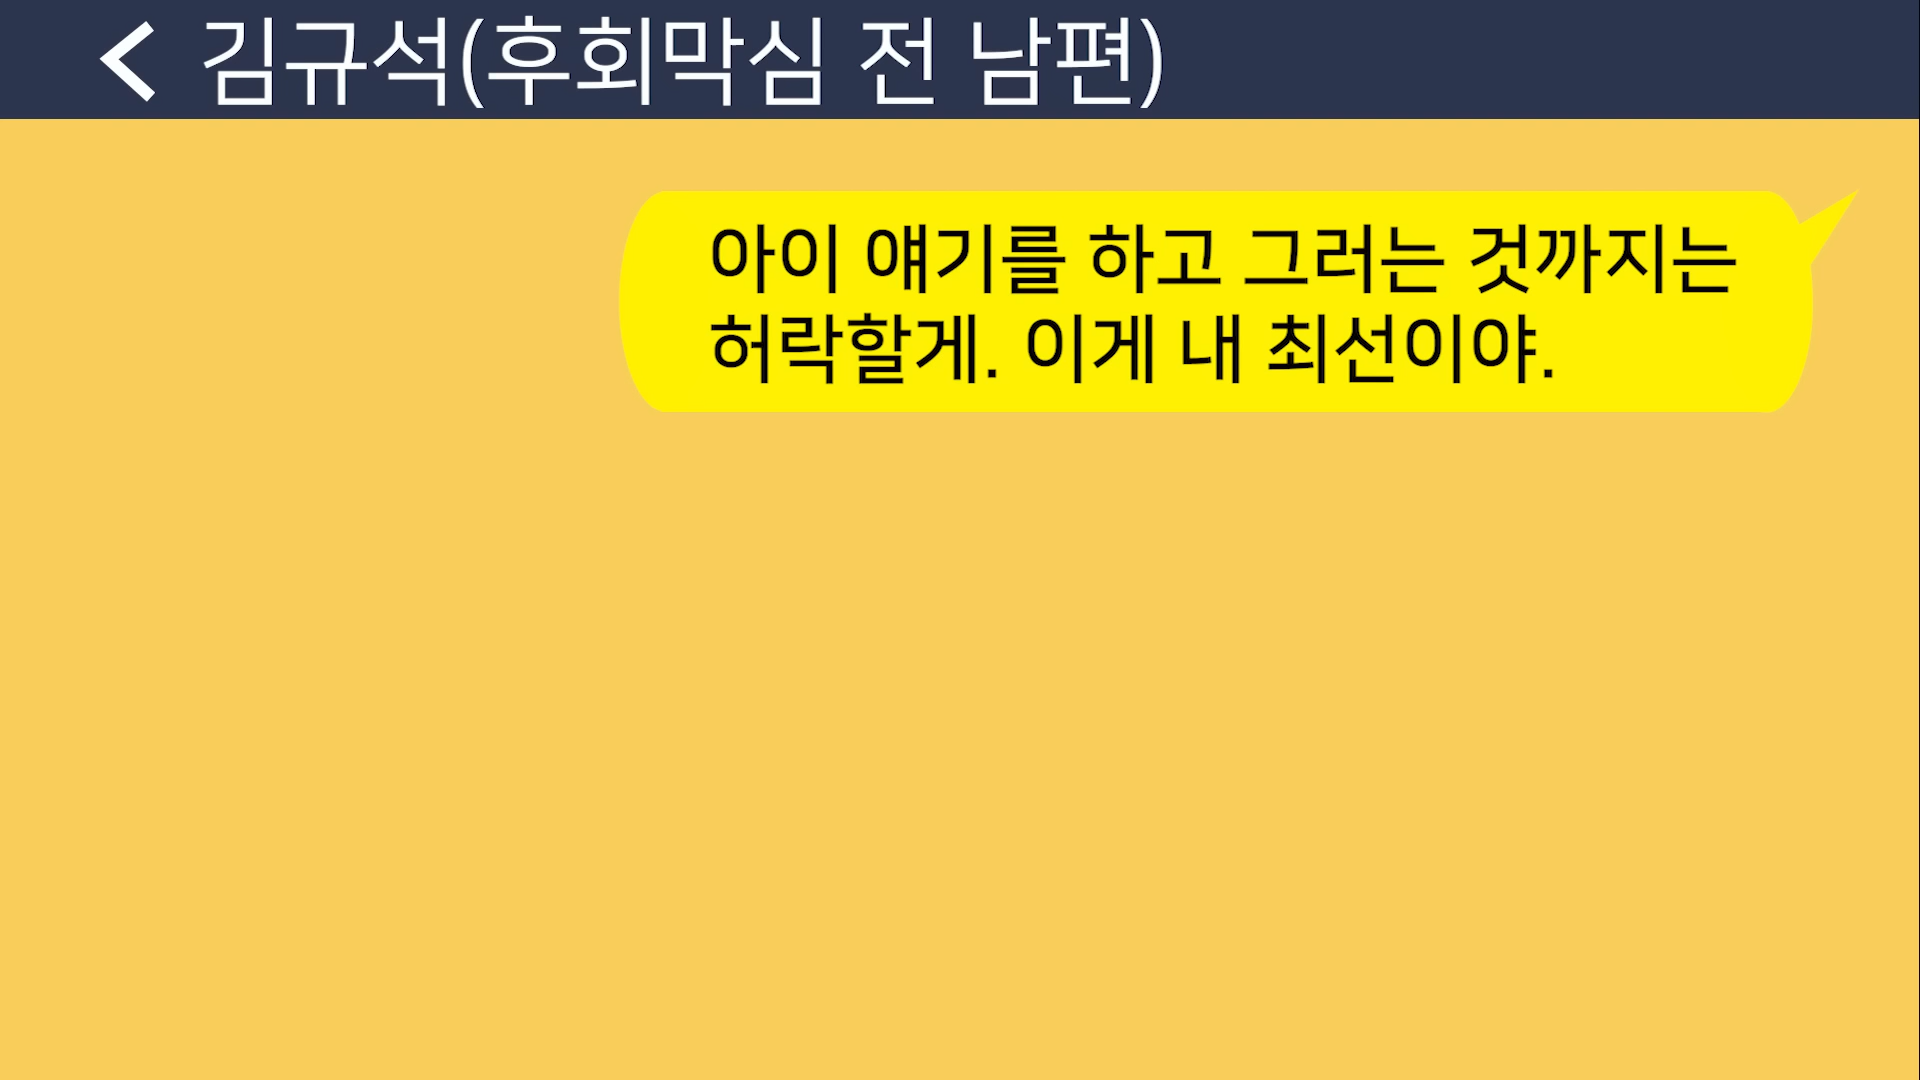 김규석(후회막심 전 남편)
아이 얘기를 하고 그러는 것까지는
허락할게. 이게 내 최선이야.